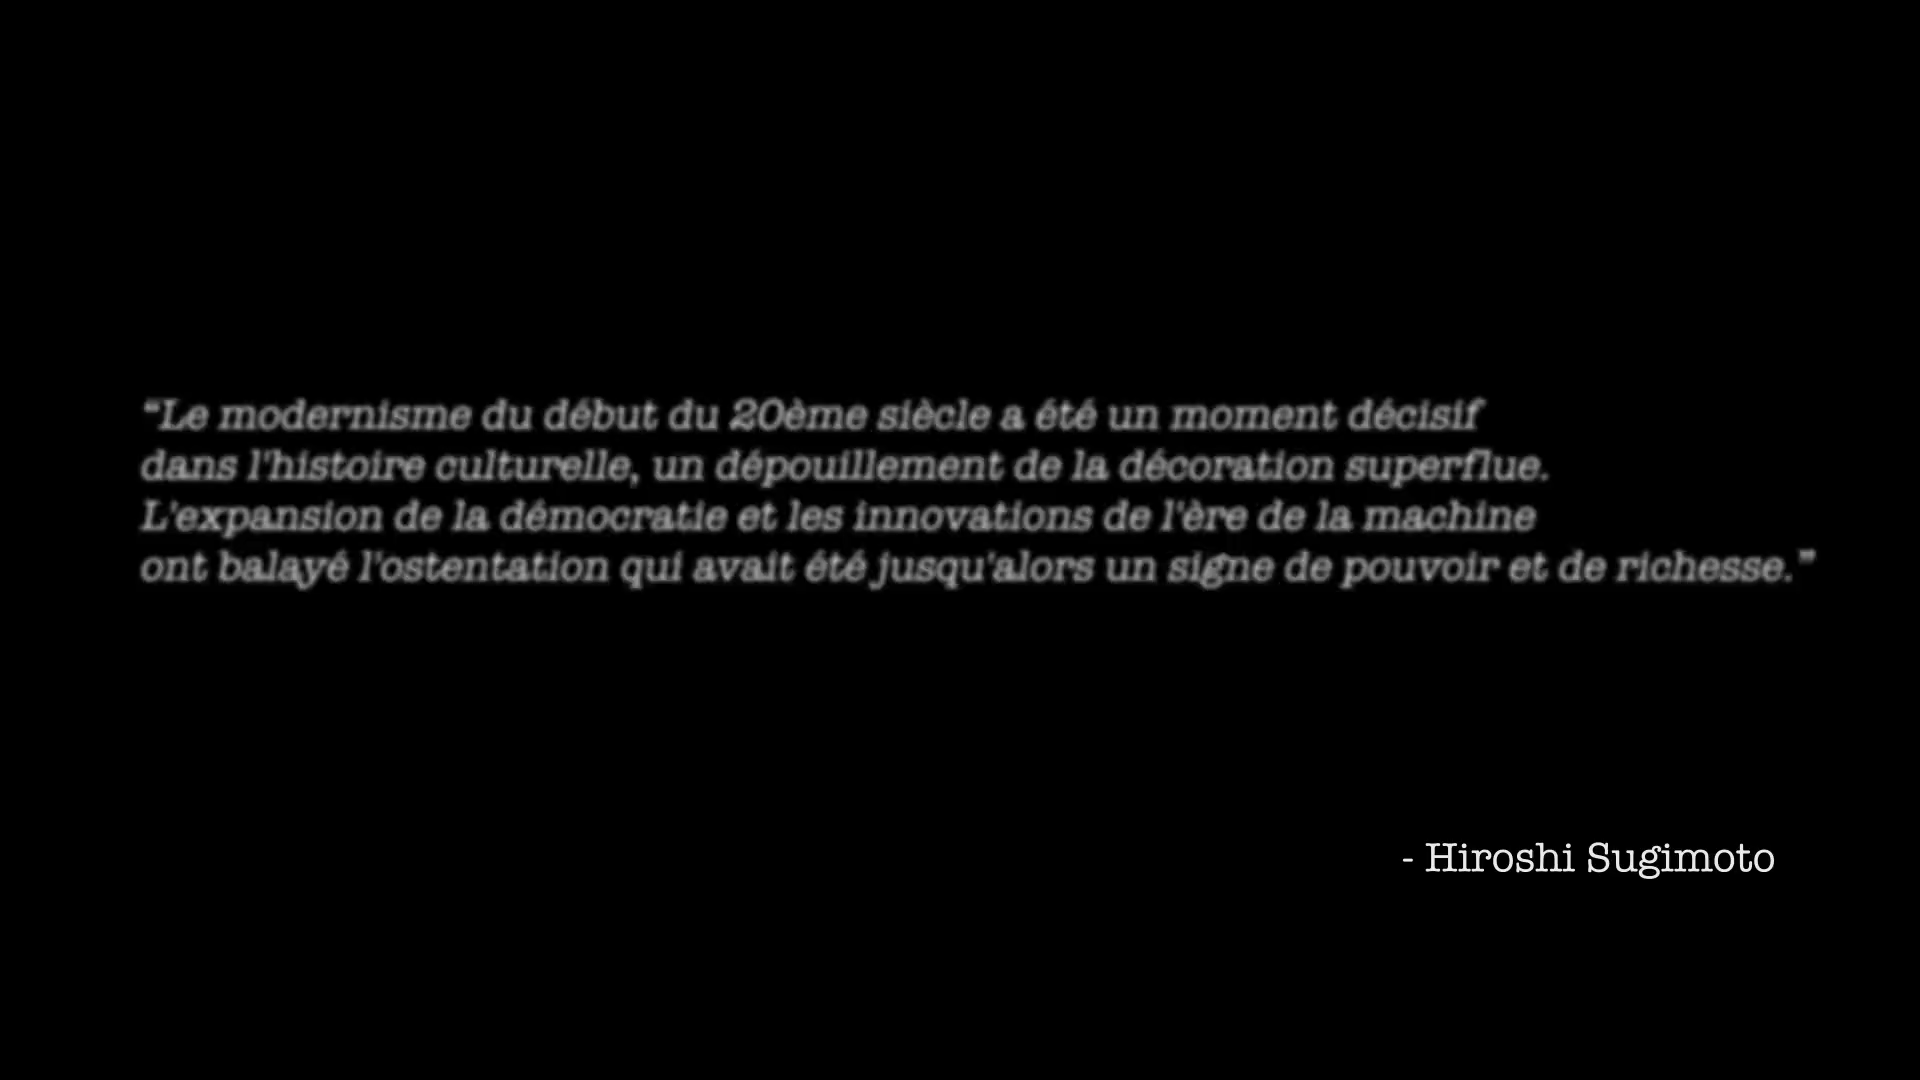 “Le modernisme du début du 20ème siècle a été un moment décisif
dans l'histoire culturelle, un dépouillement de la décoration superflue.
L'expansion de la démocratie et les innovations de l'ère de la machine
ont balayé l'ostentation qui avait été jusqu'alors un signe de pouvoir et de richesse.”
- Hiroshi Sugimoto